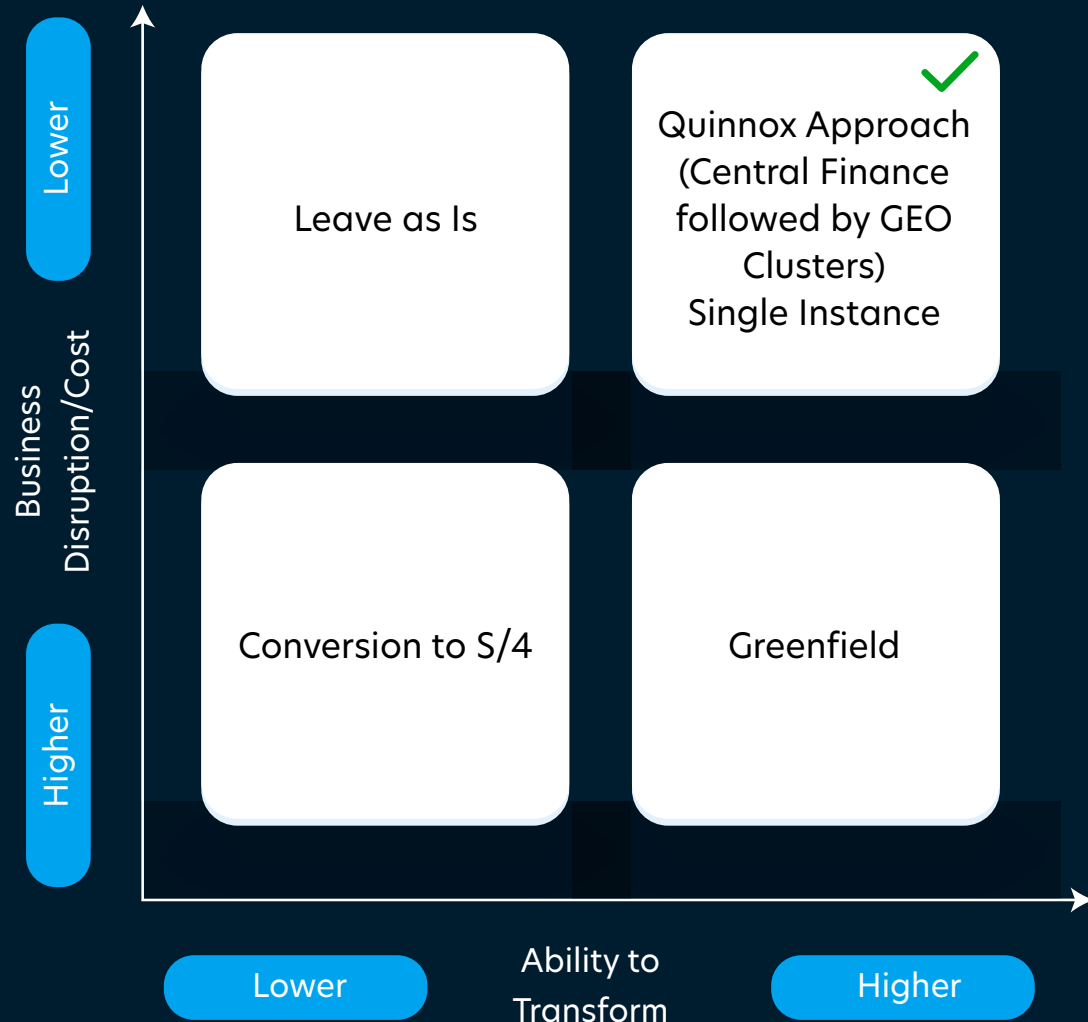 Lower
Business
Disruption/Cost
Higher
Leave as Is
Quinnox Approach
(Central Finance
followed by GEO
Clusters)
Single Instance
Conversion to S/4
Greenfield
Lower
Ability to
Transform
Higher